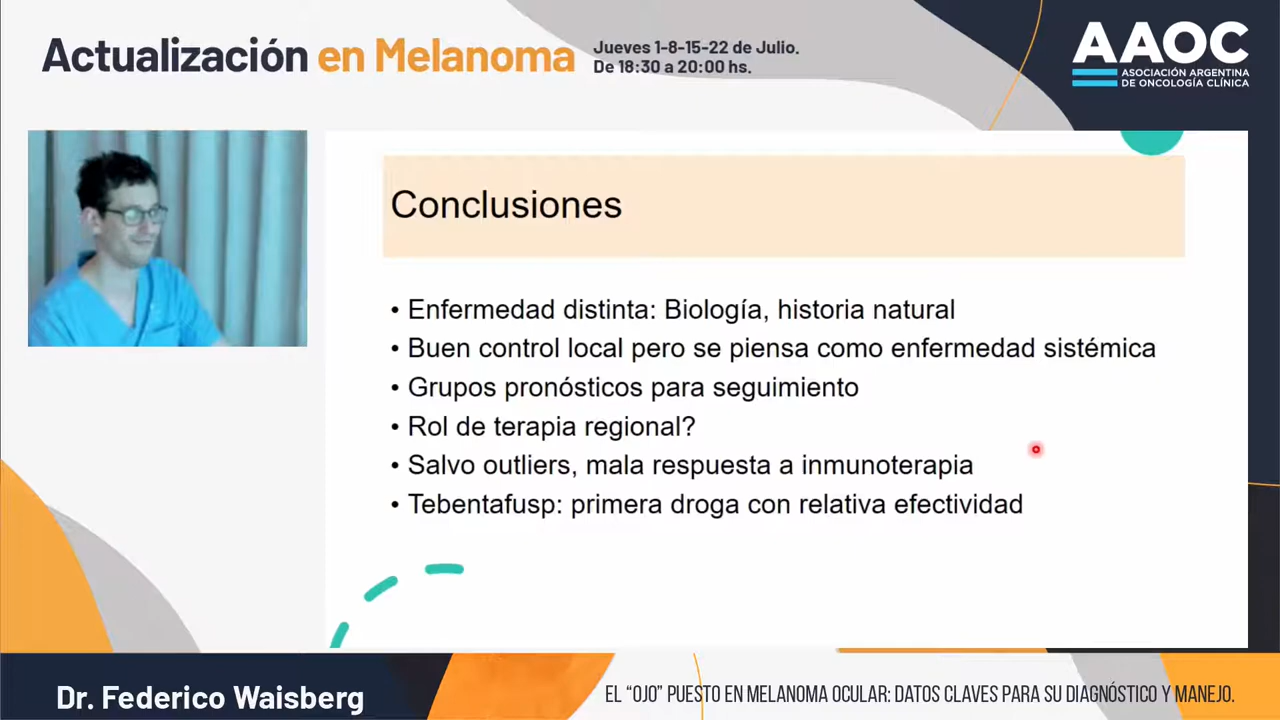 Actualización en Melanoma
Jueves 1-8-15-22 de Julio.
De 18:30 a 20:00 hs.
AAOC
ASOCIACIÓN ARGENTINA
DE ONCOLOGÍA CLÍNICA
Conclusiones
• Enfermedad distinta: Biología, historia natural
• Buen control local pero se piensa como enfermedad sistémica
• Grupos pronósticos para seguimiento
• Rol de terapia regional?
• Salvo outliers, mala respuesta a inmunoterapia
• Tebentafusp: primera droga con relativa efectividad
Dr. Federico Waisberg
EL “OJO” PUESTO EN MELANOMA OCULAR: DATOS CLAVES PARA SU DIAGNÓSTICO Y MANEJO.